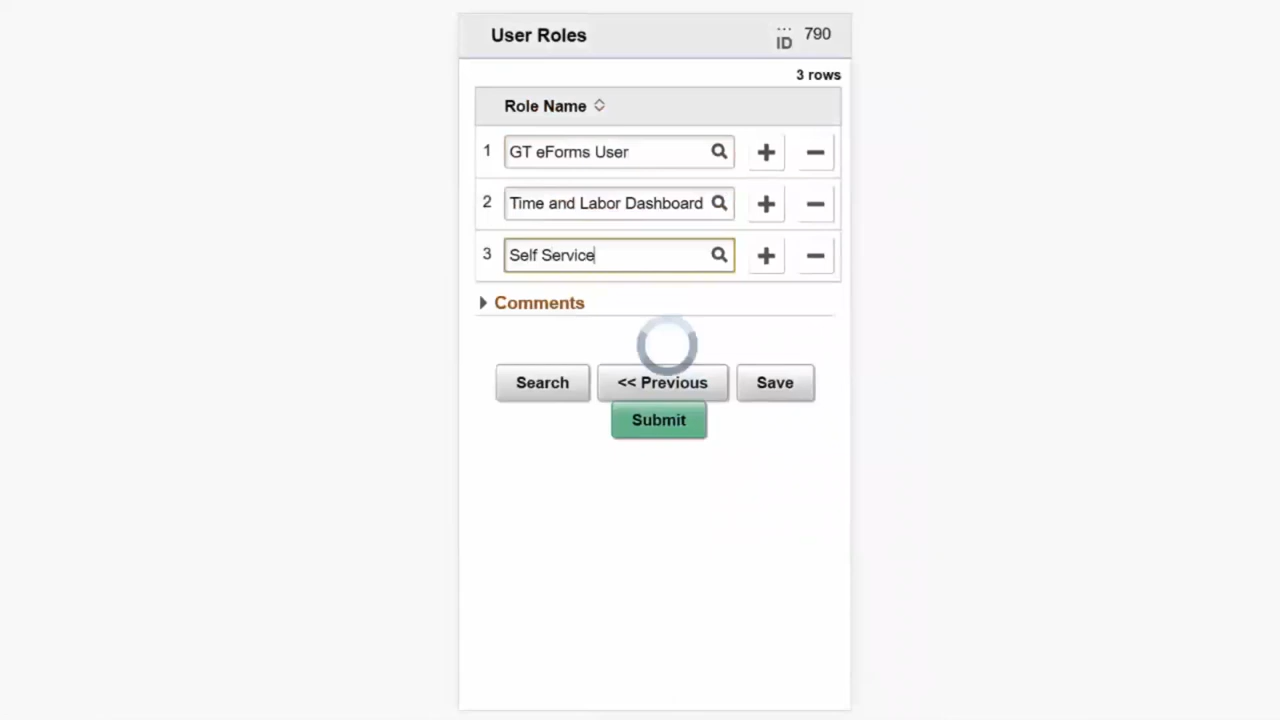 User Roles
... ID 790
3 rows
Role Name
1 GT eForms User
2 Time and Labor Dashboard
3 Self Service
Comments
Search << Previous Save
Submit